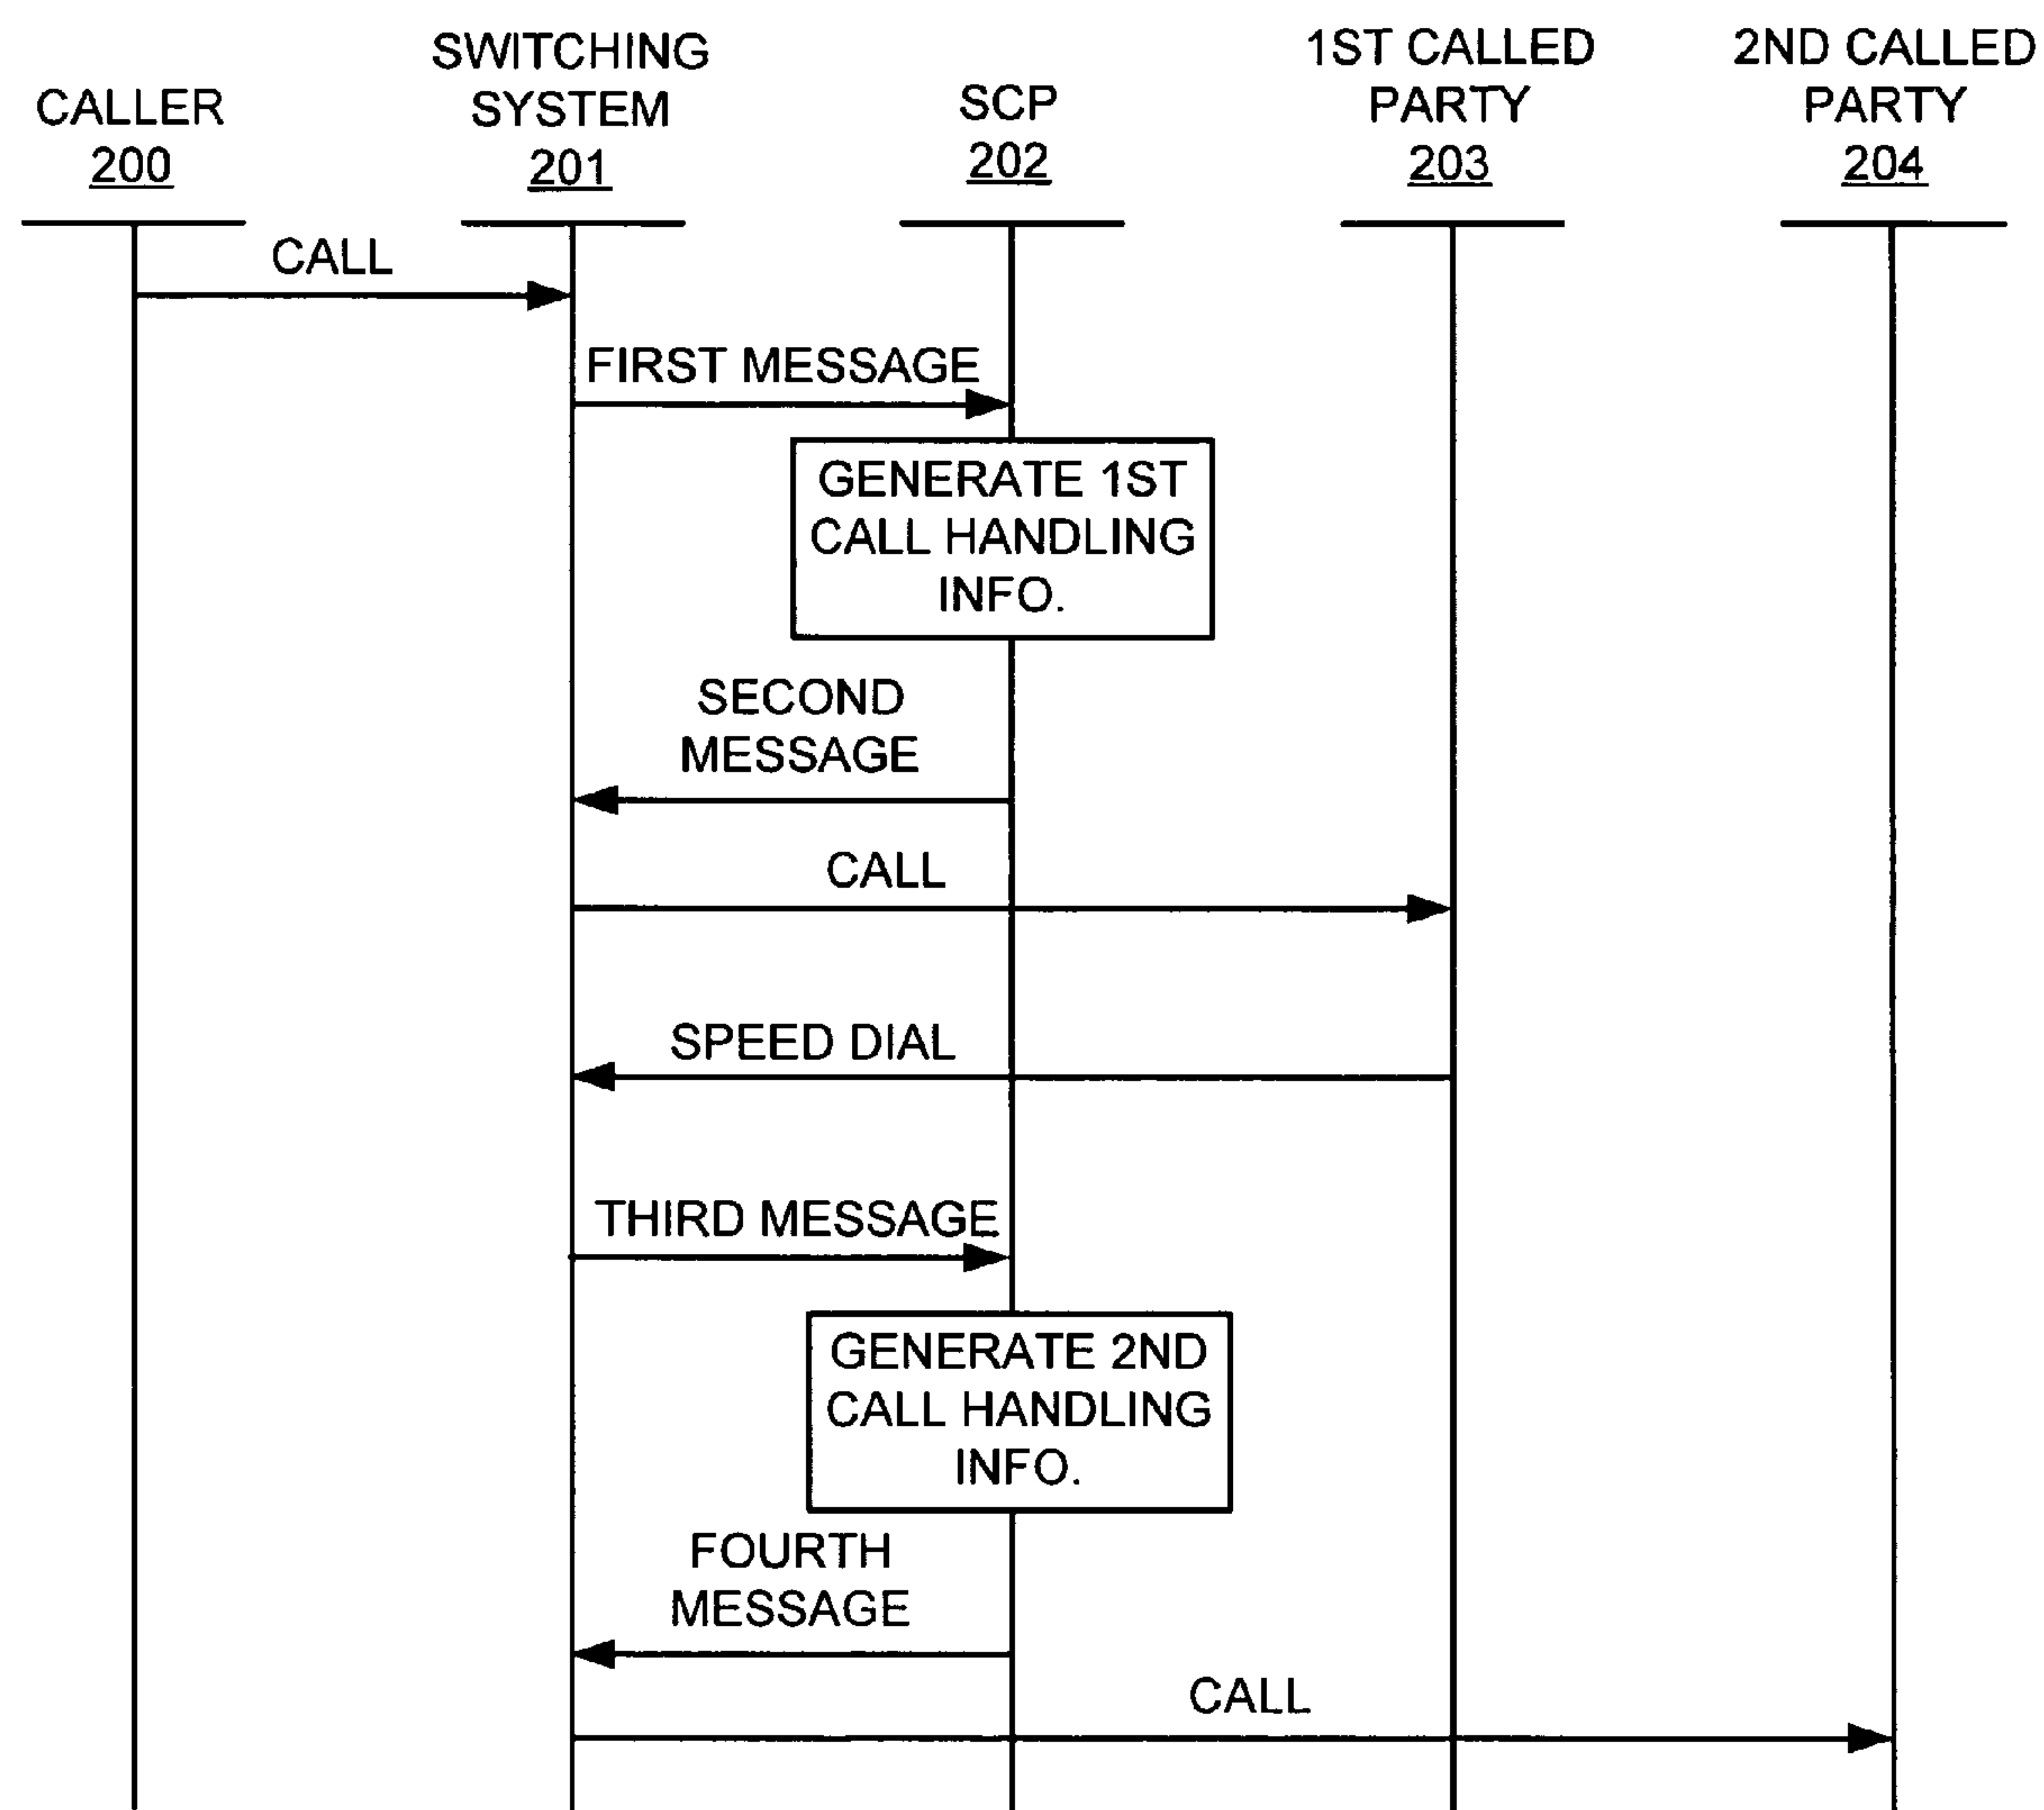 CALLER
200
SWITCHING
SYSTEM
201
SCP
202
1ST CALLED
PARTY
203
2ND CALLED
PARTY
204
CALL
FIRST MESSAGE
GENERATE 1ST
CALL HANDLING
INFO.
SECOND
MESSAGE
CALL
SPEED DIAL
THIRD MESSAGE
GENERATE 2ND
CALL HANDLING
INFO.
FOURTH
MESSAGE
CALL